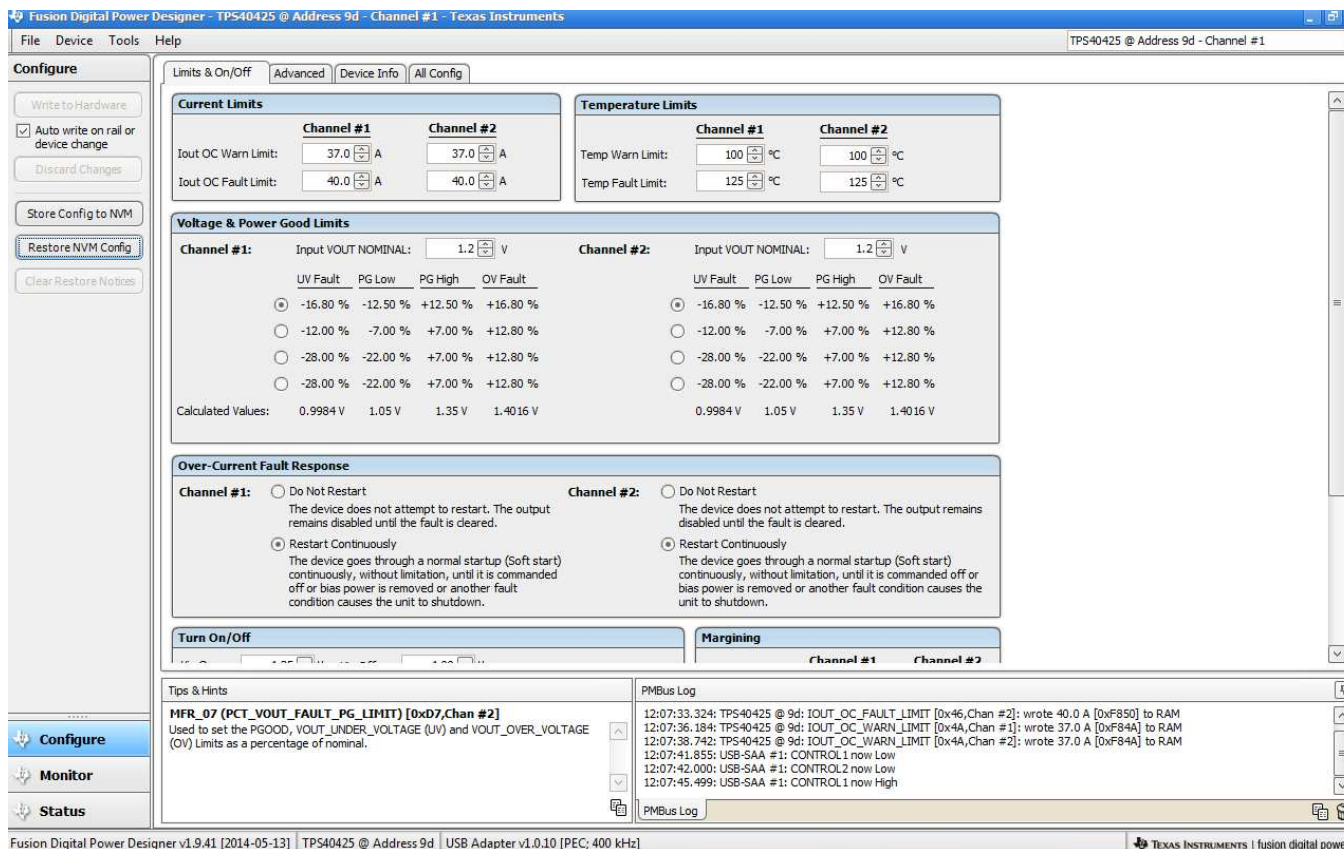 Fusion Digital Power Designer - TPS40425 @ Address 9d - Channel #1 - Texas Instruments
File Device Tools Help
TPS40425 @ Address 9d - Channel #1
Configure
Write to Hardware
Auto write on rail or
device change
Discard Changes
Store Config to NVM
Restore NVM Config
Clear Restore Notices
Limits & On/Off Advanced Device Info All Config
Current Limits
Channel #1 Channel #2
Iout OC Warn Limit: 37.0 A 37.0 A
Iout OC Fault Limit: 40.0 A 40.0 A
Temperature Limits
Channel #1 Channel #2
Temp Warn Limit: 100 ºC 100 ºC
Temp Fault Limit: 125 ºC 125 ºC
Voltage & Power Good Limits
Channel #1: Input VOUT NOMINAL: 1.2 V
UV Fault PG Low PG High OV Fault
-16.80 % -12.50 % +12.50 % +16.80 %
-12.00 % -7.00 % +7.00 % +12.80 %
-28.00 % -22.00 % +7.00 % +12.80 %
-28.00 % -22.00 % +7.00 % +12.80 %
Calculated Values: 0.9984 V 1.05 V 1.35 V 1.4016 V
Channel #2: Input VOUT NOMINAL: 1.2 V
UV Fault PG Low PG High OV Fault
-16.80 % -12.50 % +12.50 % +16.80 %
-12.00 % -7.00 % +7.00 % +12.80 %
-28.00 % -22.00 % +7.00 % +12.80 %
-28.00 % -22.00 % +7.00 % +12.80 %
0.9984 V 1.05 V 1.35 V 1.4016 V
Over-Current Fault Response
Channel #1: Do Not Restart
The device does not attempt to restart. The output
remains disabled until the fault is cleared.
Restart Continuously
The device goes through a normal startup (Soft start)
continuously, without limitation, until it is commanded
off or bias power is removed or another fault
condition causes the unit to shutdown.
Channel #2: Do Not Restart
The device does not attempt to restart. The output remains
disabled until the fault is cleared.
Restart Continuously
The device goes through a normal startup (Soft start)
continuously, without limitation, until it is commanded off or
bias power is removed or another fault condition causes the
unit to shutdown.
Turn On/Off
Margining
Channel #1 Channel #2
Tips & Hints
MFR_07 (PCT_VOUT_FAULT_PG_LIMIT) [0xD7,Chan #2]
Used to set the PGOOD, VOUT_UNDER_VOLTAGE (UV) and VOUT_OVER_VOLTAGE
(OV) Limits as a percentage of nominal.
PMBus Log
12:07:33.324: TPS40425 @ 9d: IOUT_OC_FAULT_LIMIT [0x46,Chan #2]: wrote 40.0 A [0xF850] to RAM
12:07:36.184: TPS40425 @ 9d: IOUT_OC_WARN_LIMIT [0x4A,Chan #1]: wrote 37.0 A [0xF84A] to RAM
12:07:38.742: TPS40425 @ 9d: IOUT_OC_WARN_LIMIT [0x4A,Chan #2]: wrote 37.0 A [0xF84A] to RAM
12:07:41.855: USB-SAA #1: CONTROL1 now Low
12:07:42.000: USB-SAA #1: CONTROL2 now Low
12:07:45.499: USB-SAA #1: CONTROL1 now High
PMBus Log
Configure
Monitor
Status
Fusion Digital Power Designer v1.9.41 [2014-05-13] TPS40425 @ Address 9d USB Adapter v1.0.10 [PEC; 400 kHz]
TEXAS INSTRUMENTS | fusion digital power